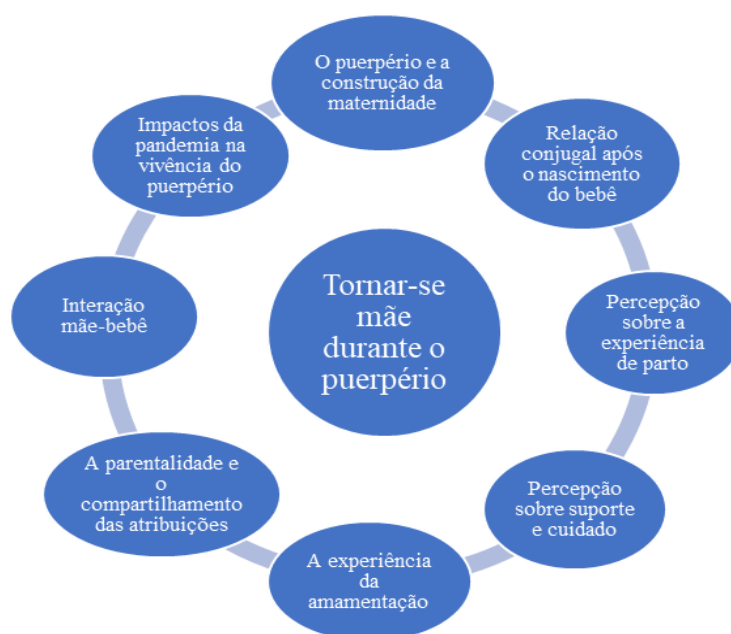 O puerpério e a
construção da
maternidade
Relação
conjugal após
o nascimento
do bebê
Percepção
sobre a
experiência
de parto
Percepção
sobre suporte
e cuidado
A experiência
da
amamentação
A parentalidade e
o
compartilhamento
das atribuições
Interação
mãe-bebê
Impactos da
pandemia na
vivência do
puerpério
Tornar-se
mãe
durante o
puerpério